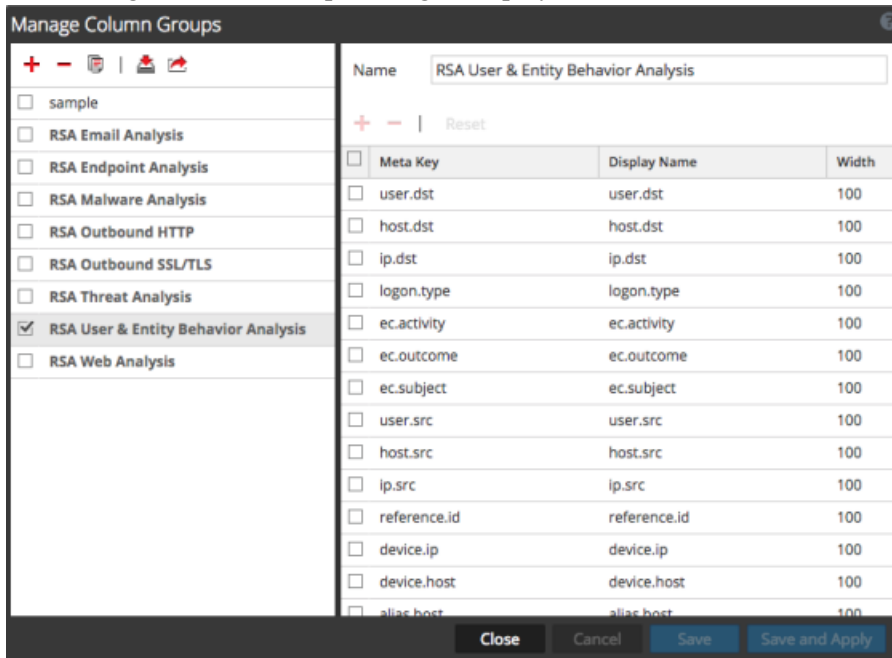 Manage Column Groups
sample
RSA Email Analysis
RSA Endpoint Analysis
RSA Malware Analysis
RSA Outbound HTTP
RSA Outbound SSL/TLS
RSA Threat Analysis
RSA User & Entity Behavior Analysis
RSA Web Analysis
Name RSA User & Entity Behavior Analysis
Reset
Meta Key Display Name Width
user.dst user.dst 100
host.dst host.dst 100
ip.dst ip.dst 100
logon.type logon.type 100
ec.activity ec.activity 100
ec.outcome ec.outcome 100
ec.subject ec.subject 100
user.src user.src 100
host.src host.src 100
ip.src ip.src 100
reference.id reference.id 100
device.ip device.ip 100
device.host device.host 100
alias.host alias.host 100
Close Cancel Save Save and Apply